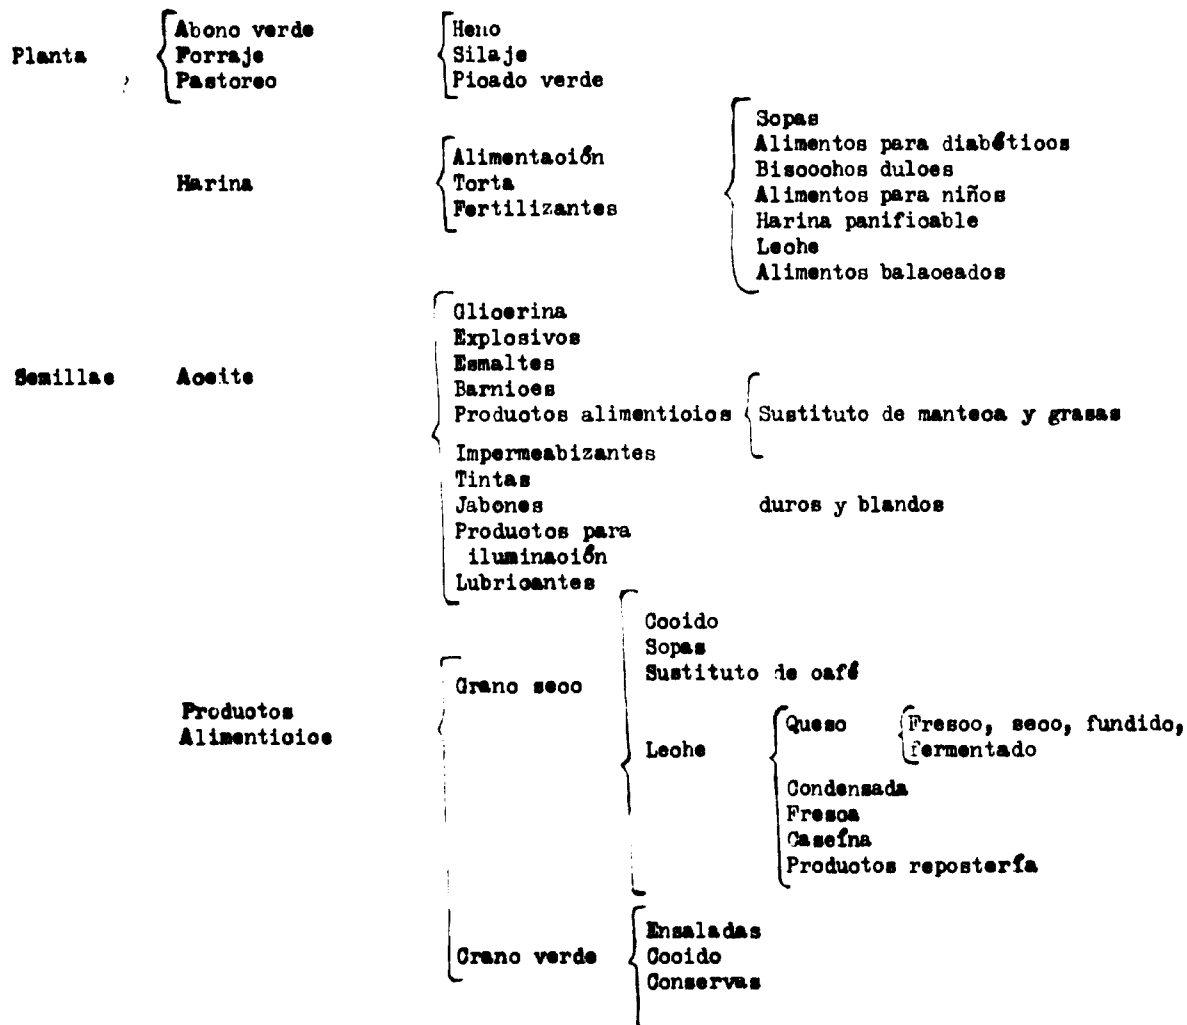 Planta
Abono verde
Forraje
Pastoreo
Heno
Silaje
Picado verde
Harina
Alimentación
Torta
Fertilizantes
Sopas
Alimentos para diabéticos
Biscochos dulces
Alimentos para niños
Harina panificable
Leche
Alimentos balaceados
Semillas
Aceite
Glicerina
Explosivos
Esmaltes
Barnices
Productos alimenticios
Sustituto de manteca y grasas
Impermeabizantes
Tintas
Jabones
duros y blandos
Productos para
iluminación
Lubricantes
Productos
Alimenticios
Grano seco
Cocido
Sopas
Sustituto de café
Leche
Queso
Fresco, seco, fundido,
fermentado
Condensada
Fresca
Caseína
Productos repostería
Grano verde
Ensaladas
Cocido
Conservas